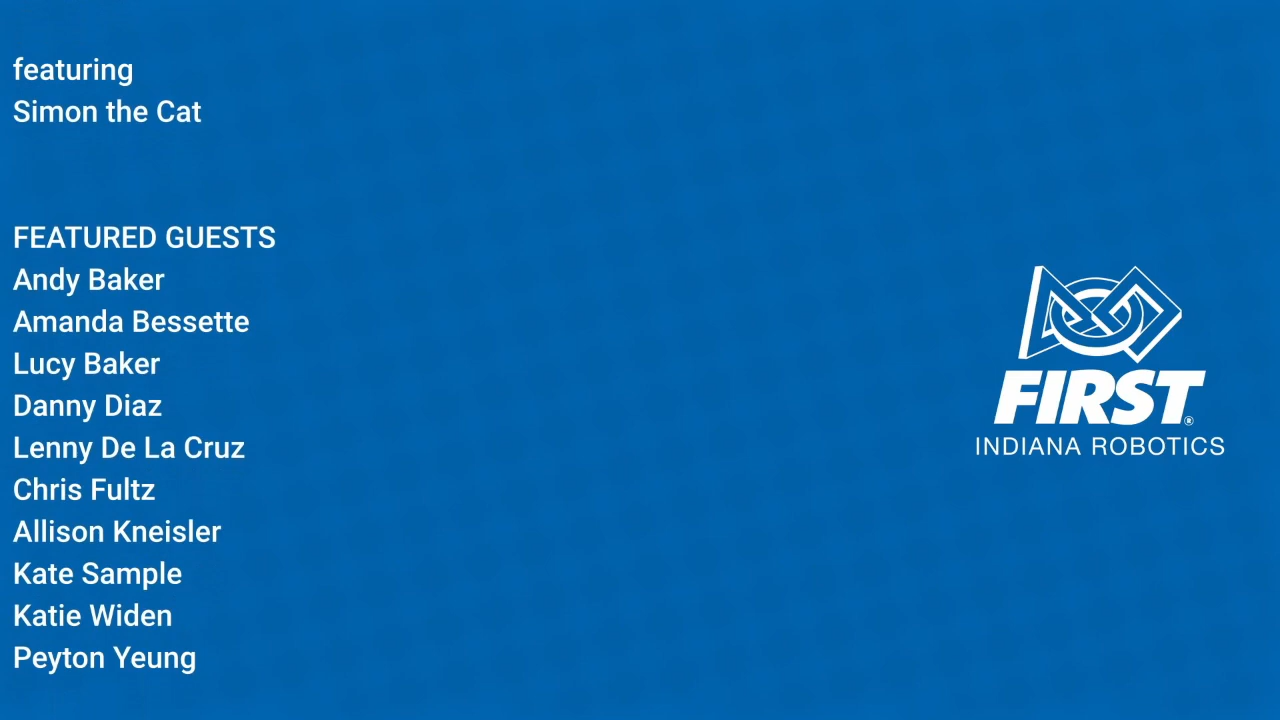 featuring
Simon the Cat
FEATURED GUESTS
Andy Baker
Amanda Bessette
Lucy Baker
Danny Diaz
Lenny De La Cruz
Chris Fultz
Allison Kneisler
Kate Sample
Katie Widen
Peyton Yeung
FIRST®
INDIANA ROBOTICS